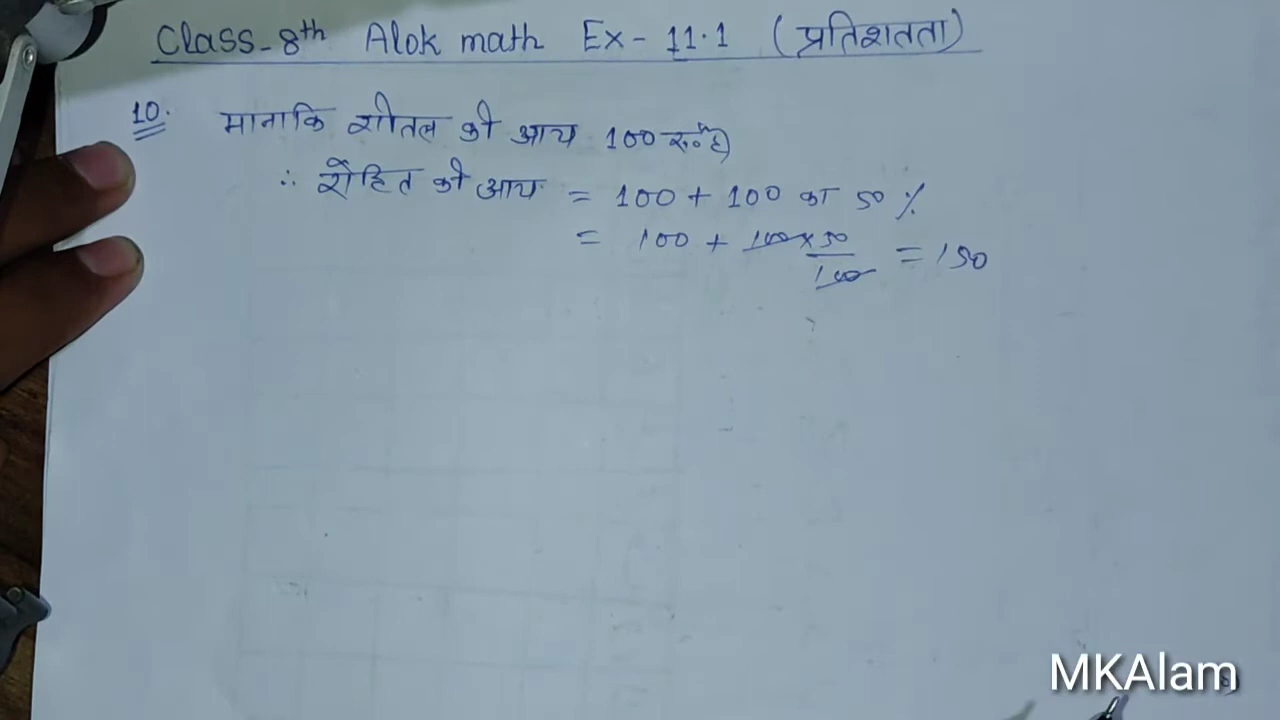 Class-8th Alok math Ex-11.1 (प्रतिशतता)
10. मानाकि शीतल की आय 100 रु० है)
∴ रोहित की आय = 100 + 100 का 50 %
= 100 + 100×50/100 = 150
MKAlam